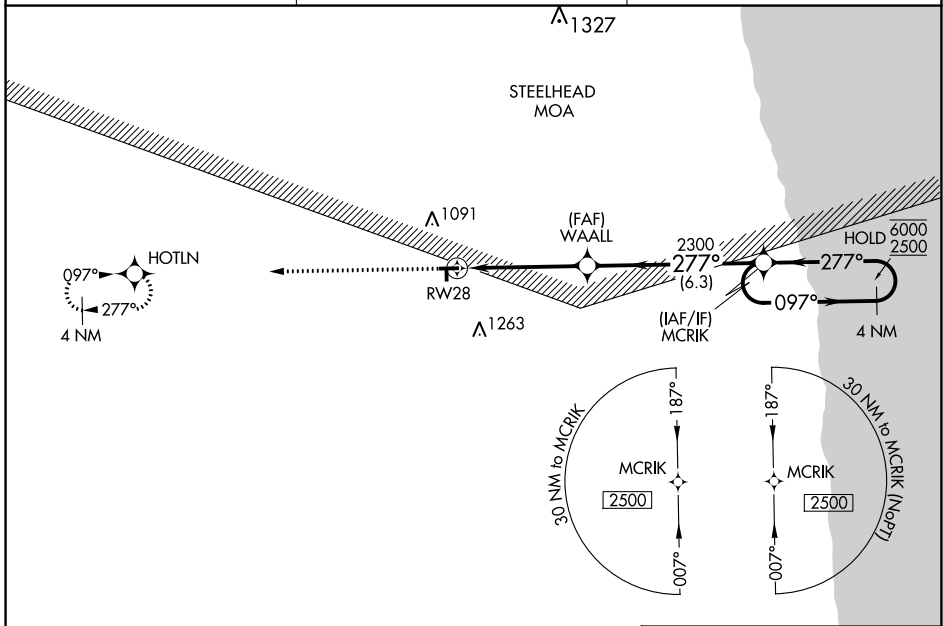 1327
STEELHEAD
MOA
1091
(FAF)
WAALL
2300
277°
(6.3)
HOLD 6000
2500
277°
097°
4 NM
(IAF/IF)
MCRIK
HOTLN
097°
277°
4 NM
RW28
1263
30 NM to MCRIK
187°
MCRIK
2500
007°
187°
30 NM to MCRIK (NoPT)
MCRIK
2500
007°